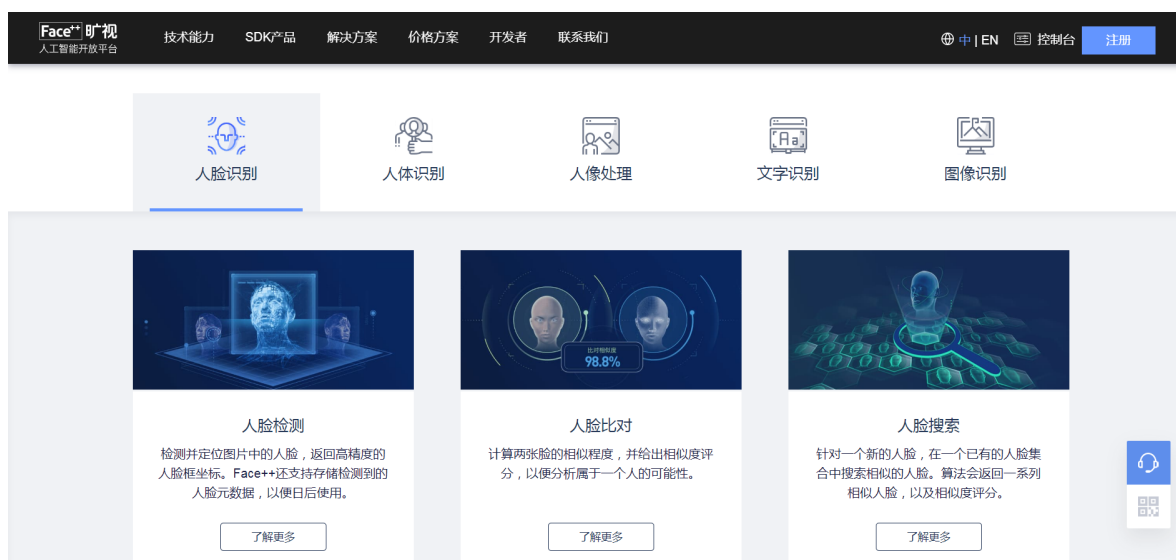 Face++ 旷视
人工智能开放平台
技术能力 SDK产品 解决方案 价格方案 开发者 联系我们
中 | EN 控制台 注册
人脸识别 人体识别 人像处理 文字识别 图像识别
Aa
比对相似度
98.8%
人脸检测
检测并定位图片中的人脸，返回高精度的
人脸框坐标。Face++还支持存储检测到的
人脸元数据，以便日后使用。
了解更多
人脸比对
计算两张脸的相似程度，并给出相似度评
分，以便分析属于一个人的可能性。
了解更多
人脸搜索
针对一个新的人脸，在一个已有的人脸集
合中搜索相似的人脸。算法会返回一系列
相似人脸，以及相似度评分。
了解更多